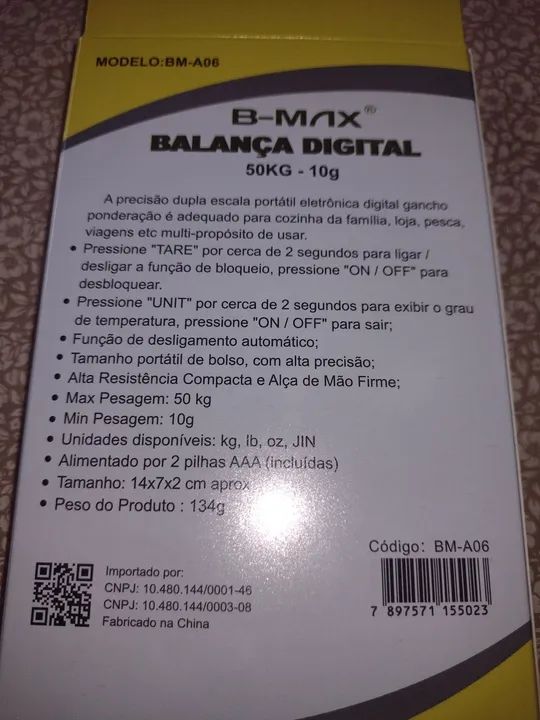 MODELO:BM-A06
B-MAX®
BALANÇA DIGITAL
50KG - 10g
A precisão dupla escala portátil eletrônica digital gancho
ponderação é adequado para cozinha da família, loja, pesca,
viagens etc multi-propósito de usar.
• Pressione "TARE" por cerca de 2 segundos para ligar /
desligar a função de bloqueio, pressione "ON / OFF" para
desbloquear.
• Pressione "UNIT" por cerca de 2 segundos para exibir o grau
de temperatura, pressione "ON / OFF" para sair;
• Função de desligamento automático;
• Tamanho portátil de bolso, com alta precisão;
• Alta Resistência Compacta e Alça de Mão Firme;
• Max Pesagem: 50 kg
• Min Pesagem: 10g
• Unidades disponíveis: kg, lb, oz, JIN
• Alimentado por 2 pilhas AAA (incluídas)
• Tamanho: 14x7x2 cm aprox
• Peso do Produto : 134g
Código: BM-A06
7 897571 155023
Importado por:
CNPJ: 10.480.144/0001-46
CNPJ: 10.480.144/0003-08
Fabricado na China